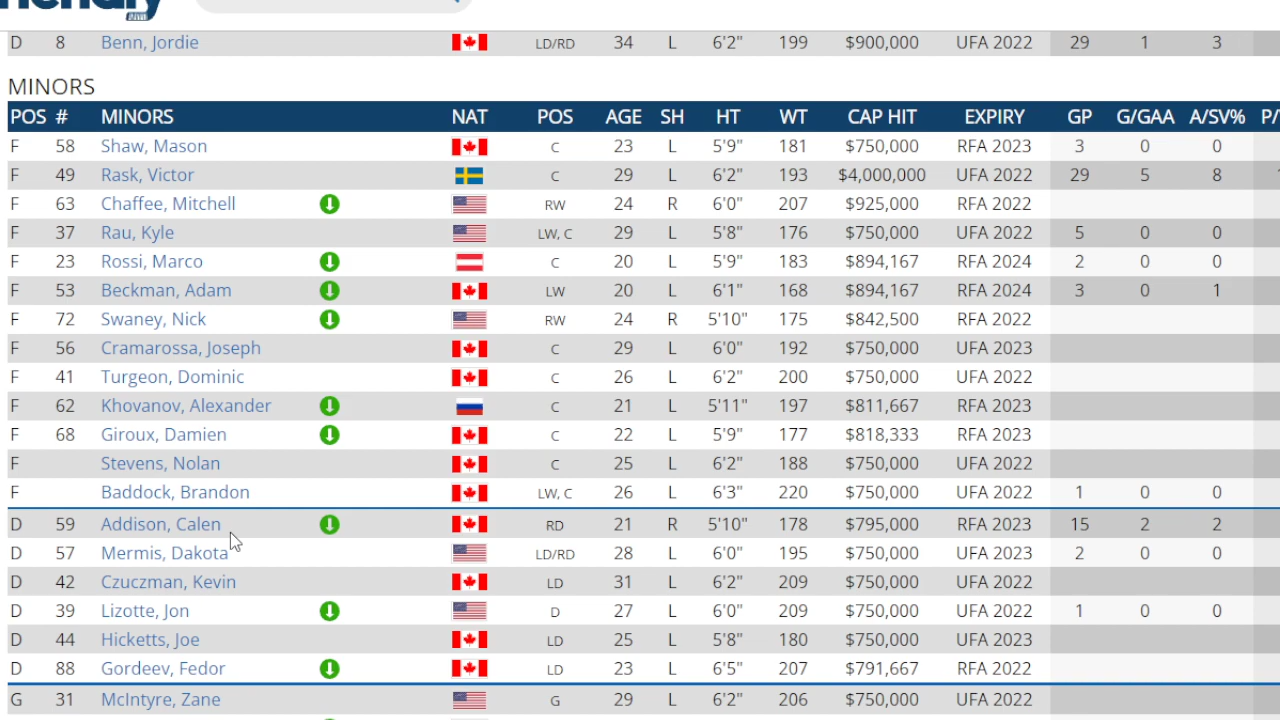 D 8 Benn, Jordie LD/RD 34 L 6'2" 199 $900,000 UFA 2022 29 1 3
MINORS
POS # MINORS NAT POS AGE SH HT WT CAP HIT EXPIRY GP G/GAA A/SV%
F 58 Shaw, Mason C 23 L 5'9" 181 $750,000 RFA 2023 3 0 0
F 49 Rask, Victor C 29 L 6'2" 193 $4,000,000 UFA 2022 29 5 8
F 63 Chaffee, Mitchell RW 24 R 6'0" 207 $925,000 RFA 2022
F 37 Rau, Kyle LW, C 29 L 5'8" 176 $750,000 UFA 2022 5 0 0
F 23 Rossi, Marco C 20 L 5'9" 183 $894,167 RFA 2024 2 0 0
F 53 Beckman, Adam LW 20 L 6'1" 168 $894,167 RFA 2024 3 0 1
F 72 Swaney, Nick RW 24 R 5'10" 175 $842,500 RFA 2022
F 56 Cramarossa, Joseph C 29 L 6'0" 192 $750,000 UFA 2023
F 41 Turgeon, Dominic C 26 L 6'2" 200 $750,000 UFA 2022
F 62 Khovanov, Alexander C 21 L 5'11" 197 $811,667 RFA 2023
F 68 Giroux, Damien C 22 L 5'9" 177 $818,333 RFA 2023
F Stevens, Nolan C 25 L 6'2" 188 $750,000 UFA 2022
F Baddock, Brandon LW, C 26 L 6'3" 220 $750,000 UFA 2022 1 0 0
D 59 Addison, Calen RD 21 R 5'10" 178 $795,000 RFA 2023 15 2 2
D 57 Mermis, Dakota LD/RD 28 L 6'0" 195 $750,000 UFA 2023 2 0 0
D 42 Czuczman, Kevin LD 31 L 6'2" 209 $750,000 UFA 2022
D 39 Lizotte, Jon D 27 L 6'0" 209 $750,000 UFA 2022 1 0 0
D 44 Hicketts, Joe LD 25 L 5'8" 180 $750,000 UFA 2023
D 88 Gordeev, Fedor LD 23 L 6'5" 207 $791,667 RFA 2022
G 31 McIntyre, Zane G 29 L 6'2" 206 $750,000 UFA 2022